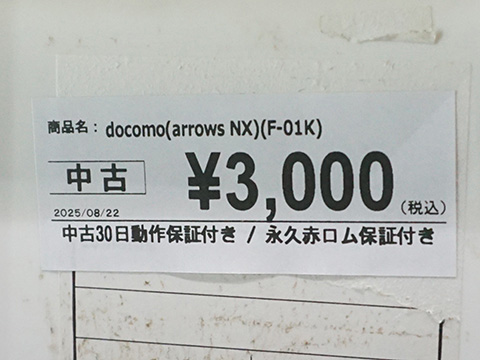 商品名: docomo(arrows NX)(F-01K)
中古 ¥3,000(税込)
2025/08/22
中古30日動作保証付き / 永久赤ロム保証付き